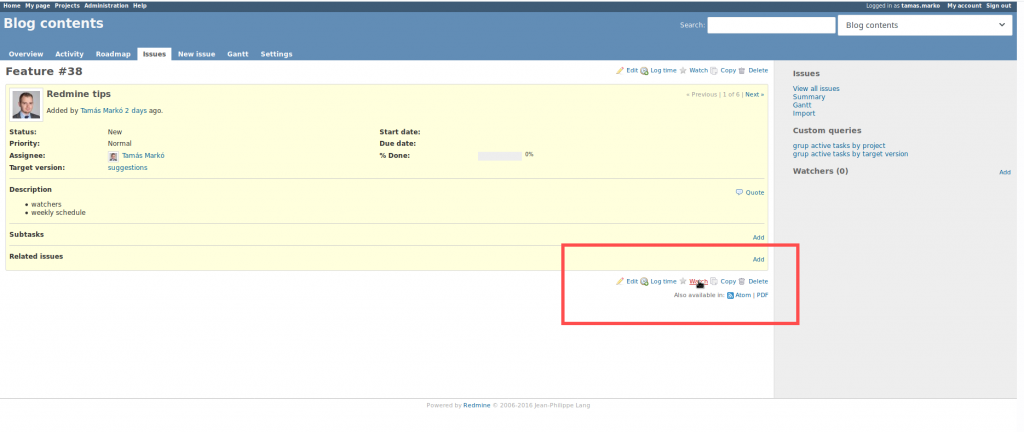 Home My page Projects Administration Help Logged in as tamas.marko My account Sign out
Blog contents
Search: Blog contents
Overview Activity Roadmap Issues New issue Gantt Settings
Feature #38
Edit Log time Watch Copy Delete
Redmine tips
« Previous | 1 of 6 | Next »
Added by Tamás Markó 2 days ago.
Status: New Start date:
Priority: Normal Due date:
Assignee: Tamás Markó % Done: 0%
Target version: suggestions
Description
Quote
• watchers
• weekly schedule
Subtasks
Add
Related issues
Add
Edit Log time Watch Copy Delete
Also available in: Atom | PDF
Issues
View all issues
Summary
Gantt
Import
Custom queries
grup active tasks by project
grup active tasks by target version
Watchers (0) Add
Powered by Redmine © 2006-2016 Jean-Philippe Lang